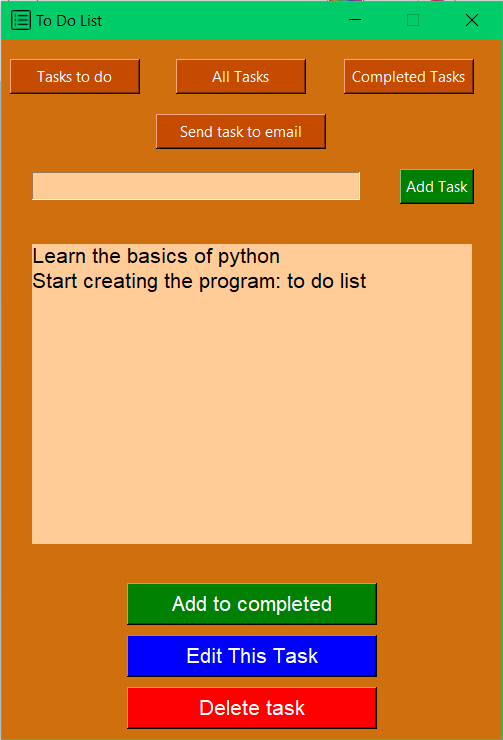 To Do List
Tasks to do
All Tasks
Completed Tasks
Send task to email
Add Task
Learn the basics of python
Start creating the program: to do list
Add to completed
Edit This Task
Delete task